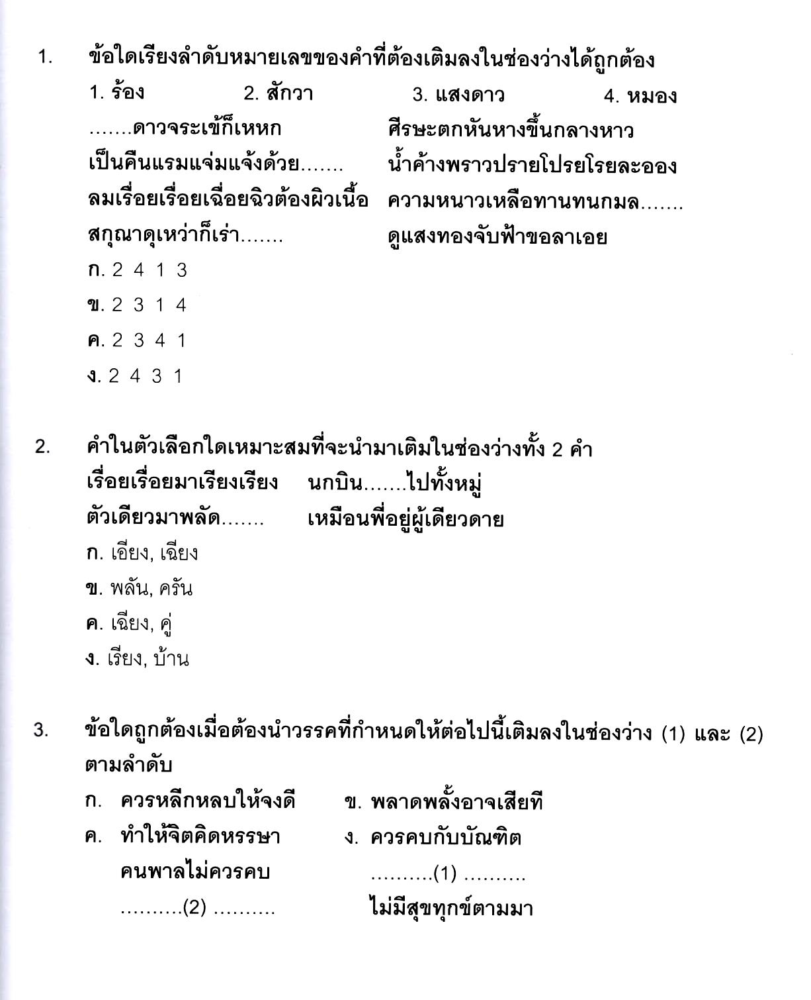 1. ข้อใดเรียงลำดับหมายเลขของคำที่ต้องเติมลงในช่องว่างได้ถูกต้อง
1. ร้อง 2. สักวา 3. แสงดาว 4. หมอง
.......ดาวจระเข้ก็เหหก ศีรษะตกหันหางขึ้นกลางหาว
เป็นคืนแรมแจ่มแจ้งด้วย....... น้ำค้างพราวปรายโปรยโรยละออง
ลมเรื่อยเรื่อยเฉื่อยฉิวต้องผิวเนื้อ ความหนาวเหลือทานทนกมล.......
สกุณาดุเหว่าก็เร่า....... ดูแสงทองจับฟ้าขอลาเอย
ก. 2 4 1 3
ข. 2 3 1 4
ค. 2 3 4 1
ง. 2 4 3 1
2. คำในตัวเลือกใดเหมาะสมที่จะนำมาเติมในช่องว่างทั้ง 2 คำ
เรื่อยเรื่อยมาเรียงเรียง นกบิน.......ไปทั้งหมู่
ตัวเดียวมาพลัด....... เหมือนพี่อยู่ผู้เดียวดาย
ก. เอียง, เฉียง
ข. พลัน, ครัน
ค. เฉียง, คู่
ง. เรียง, บ้าน
3. ข้อใดถูกต้องเมื่อต้องนำวรรคที่กำหนดให้ต่อไปนี้เติมลงในช่องว่าง (1) และ (2)
ตามลำดับ
ก. ควรหลีกหลบให้จงดี ข. พลาดพลั้งอาจเสียที
ค. ทำให้จิตคิดหรรษา ง. ควรคบกับบัณฑิต
คนพาลไม่ควรคบ ..........(1) ..........
..........(2) .......... ไม่มีสุขทุกข์ตามมา